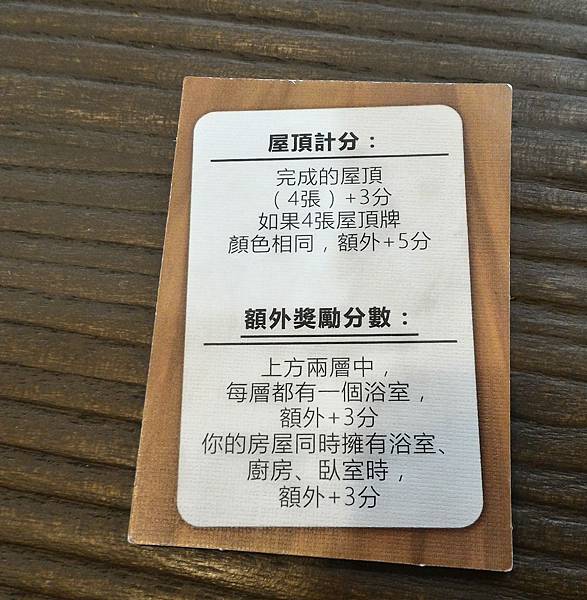 屋頂計分：
完成的屋頂
（4張）+3分
如果4張屋頂牌
顏色相同，額外+5分
額外獎勵分數：
上方兩層中，
每層都有一個浴室，
額外+3分
你的房屋同時擁有浴室、
廚房、臥室時，
額外+3分